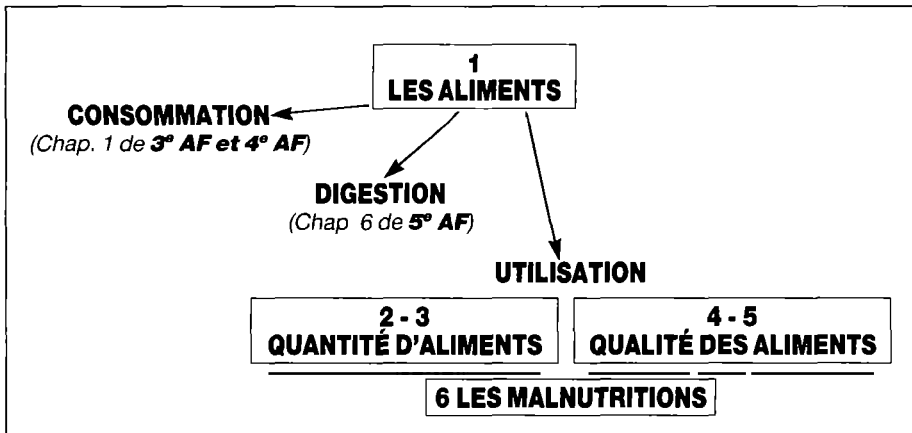 1
LES ALIMENTS
CONSOMMATION
(Chap. 1 de 3e AF et 4e AF)
DIGESTION
(Chap 6 de 5e AF)
UTILISATION
2 - 3
QUANTITÉ D'ALIMENTS
4 - 5
QUALITÉ DES ALIMENTS
6 LES MALNUTRITIONS